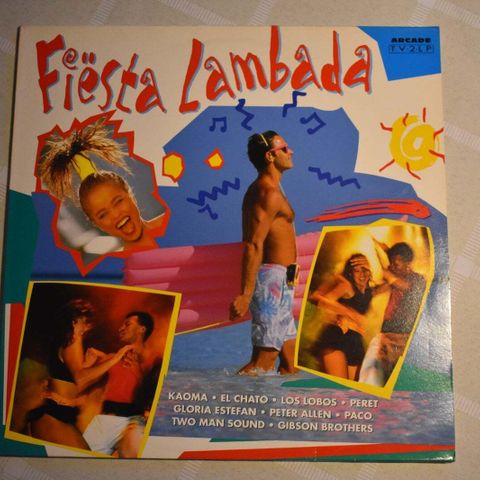 Fiësta Lambada
ARCADE
TV 2-LP
KAOMA • EL CHATO • LOS LOBOS • PERET
GLORIA ESTEFAN • PETER ALLEN • PACO
TWO MAN SOUND • GIBSON BROTHERS